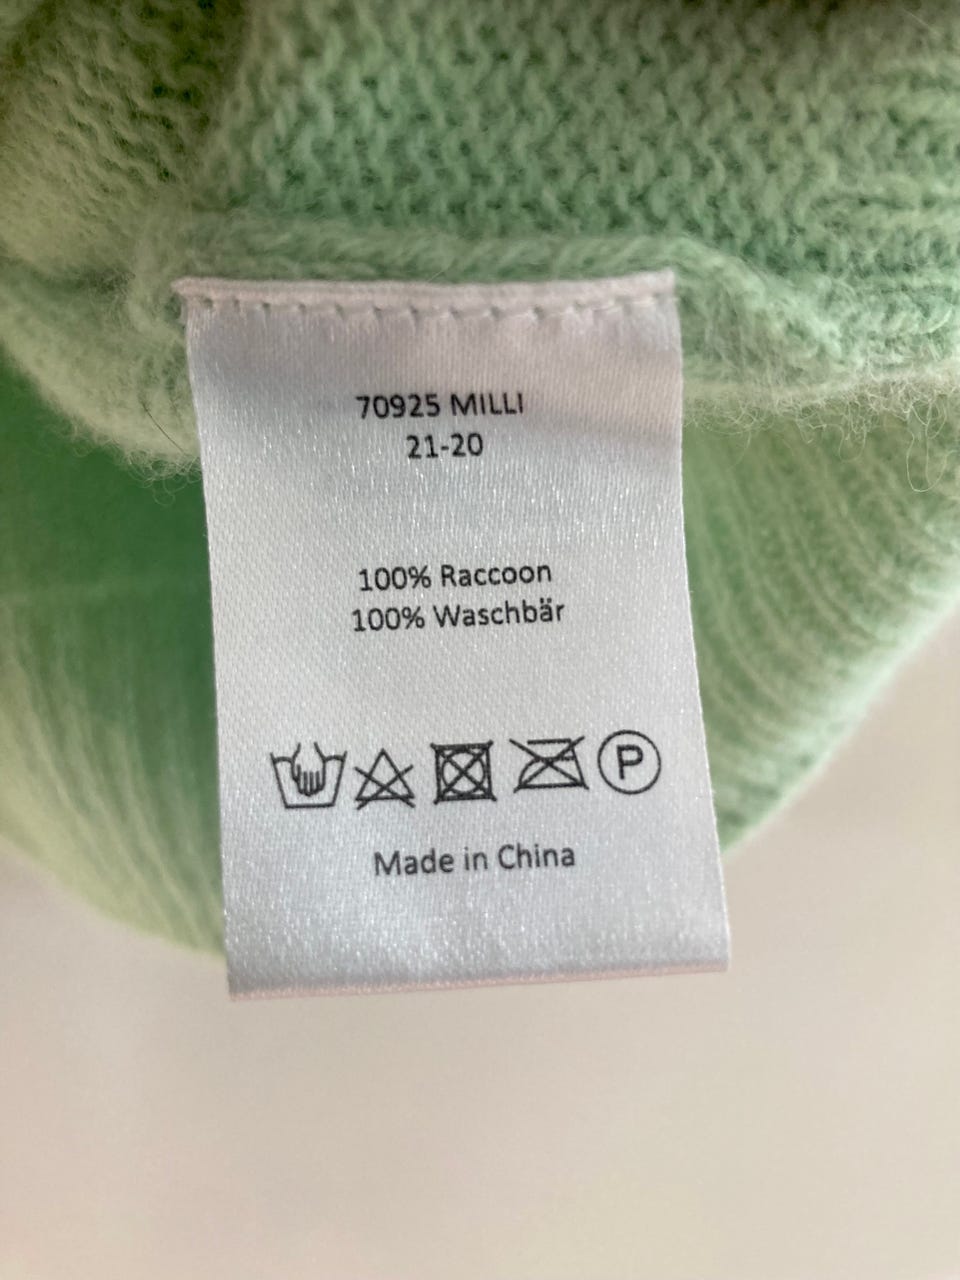 70925 MILLI
21-20
100% Raccoon
100% Waschbär
P
Made in China